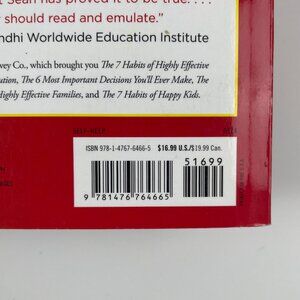 Sean has proved it to be true. . . .
should read and emulate."
ndhi Worldwide Education Institute
vey Co., which brought you The 7 Habits of Highly Effective
cation, The 6 Most Important Decisions You'll Ever Make, The
Highly Effective Families, and The 7 Habits of Happy Kids.
SELF-HELP
ISBN 978-1-4767-6466-5 $16.99 U.S./$19.99 Can.
51699
9 781476 764665